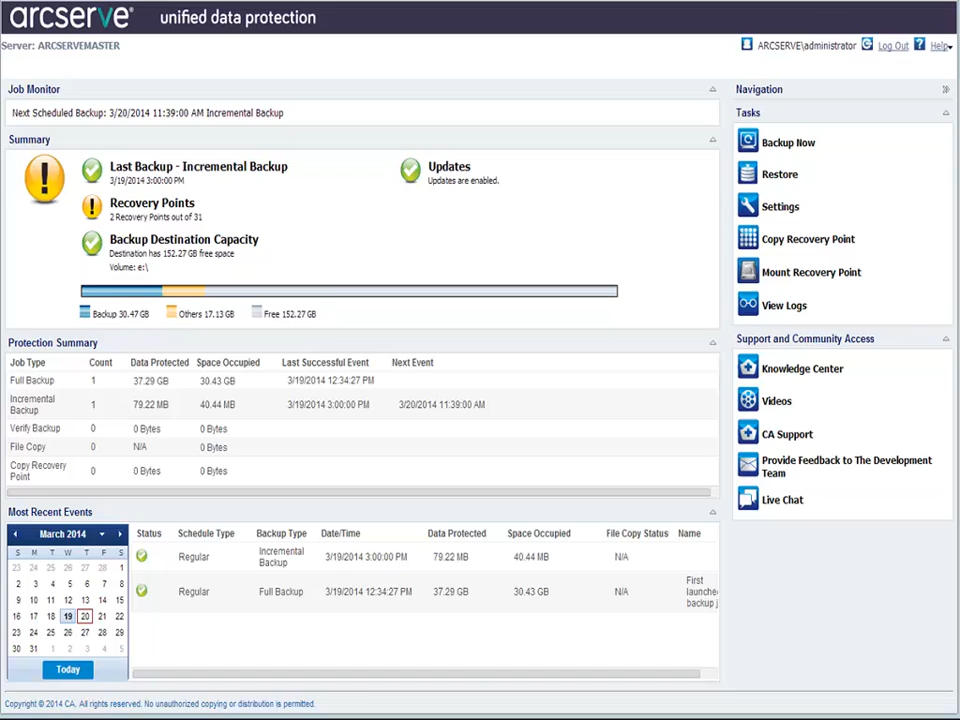 arcserve® unified data protection
Server: ARCSERVEMASTER
ARCSERVE\administrator Log Out Help
Job Monitor
Next Scheduled Backup: 3/20/2014 11:39:00 AM Incremental Backup
Summary
Last Backup - Incremental Backup
3/19/2014 3:00:00 PM
Updates
Updates are enabled.
Recovery Points
2 Recovery Points out of 31
Backup Destination Capacity
Destination has 152.27 GB free space
Volume: e:\
Backup 30.47 GB Others 17.13 GB Free 152.27 GB
Protection Summary
Job Type Count Data Protected Space Occupied Last Successful Event Next Event
Full Backup 1 37.29 GB 30.43 GB 3/19/2014 12:34:27 PM
Incremental
Backup 1 79.22 MB 40.44 MB 3/19/2014 3:00:00 PM 3/20/2014 11:39:00 AM
Verify Backup 0 0 Bytes 0 Bytes
File Copy 0 N/A 0 Bytes
Copy Recovery
Point 0 0 Bytes 0 Bytes
Most Recent Events
March 2014
S M T W T F S
23 24 25 26 27 28 1
2 3 4 5 6 7 8
9 10 11 12 13 14 15
16 17 18 19 20 21 22
23 24 25 26 27 28 29
30 31 1 2 3 4 5
Today
Status Schedule Type Backup Type Date/Time Data Protected Space Occupied File Copy Status Name
Regular Incremental
Backup 3/19/2014 3:00:00 PM 79.22 MB 40.44 MB N/A
Regular Full Backup 3/19/2014 12:34:27 PM 37.29 GB 30.43 GB N/A First
launche
backup j
Navigation
Tasks
Backup Now
Restore
Settings
Copy Recovery Point
Mount Recovery Point
View Logs
Support and Community Access
Knowledge Center
Videos
CA Support
Provide Feedback to The Development
Team
Live Chat
Copyright © 2014 CA. All rights reserved. No unauthorized copying or distribution is permitted.